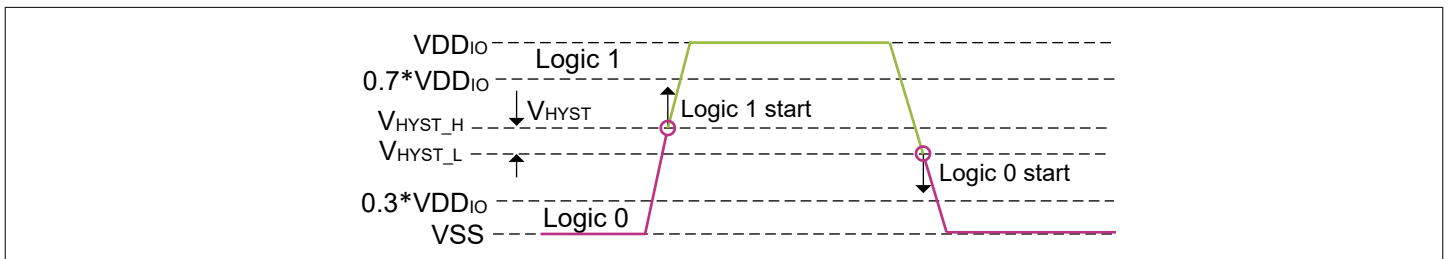 VDDIO
Logic 1
0.7*VDDIO
VHYST
Logic 1 start
VHYST_H
VHYST_L
Logic 0 start
0.3*VDDIO
Logic 0
VSS